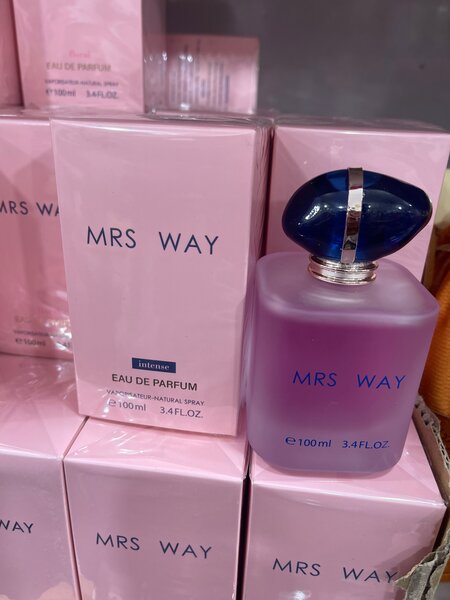 floral
EAU DE PARFUM
VAPORISATEUR-NATURAL SPRAY
℮100ml 3.4FL.OZ.
MRS WAY
MRS WAY
intense
EAU DE PARFUM
VAPORISATEUR-NATURAL SPRAY
℮100ml 3.4FL.OZ.
MRS WAY
℮100ml 3.4FL.OZ.
WAY
MRS WAY
MRS WAY